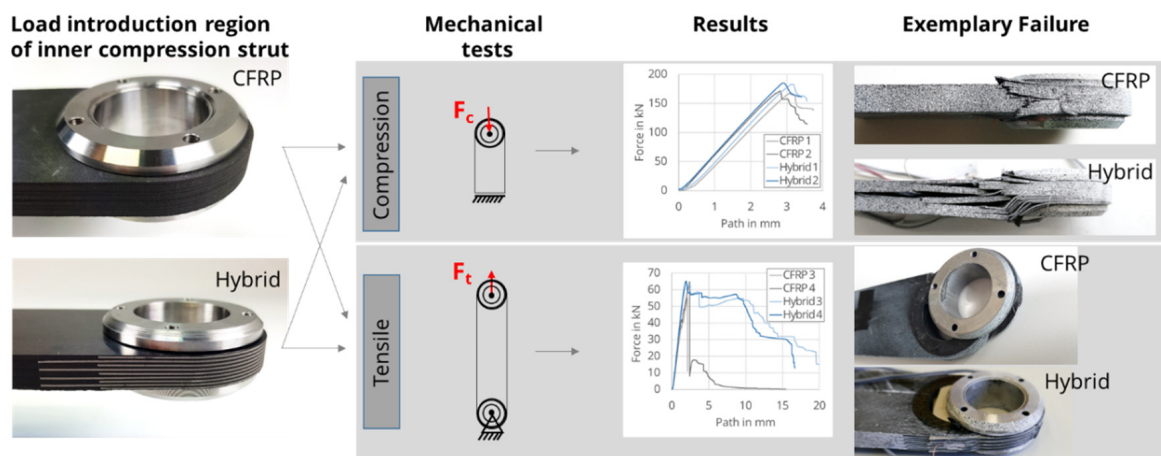 Load introduction region
of inner compression strut
Mechanical
tests
Results
Exemplary Failure
CFRP
Hybrid
Compression
Fc
Force in kN
200
150
100
50
0
0 1 2 3 4
Path in mm
CFRP 1
CFRP 2
Hybrid 1
Hybrid 2
CFRP
Hybrid
Tensile
Ft
Force in kN
70
60
50
40
30
20
10
0
0 5 10 15 20
Path in mm
CFRP 3
CFRP 4
Hybrid 3
Hybrid 4
CFRP
Hybrid